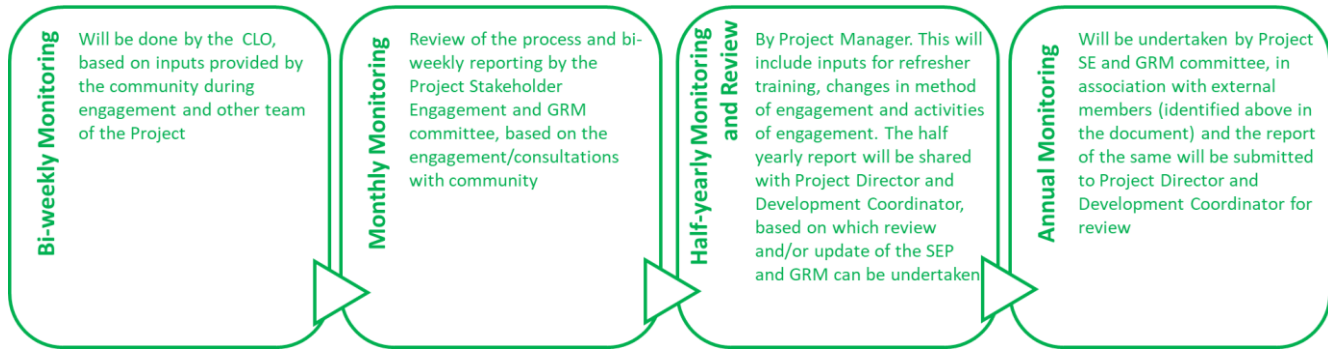 Bi-weekly Monitoring
Will be done by the CLO,
based on inputs provided by
the community during
engagement and other team
of the Project
Monthly Monitoring
Review of the process and bi-
weekly reporting by the
Project Stakeholder
Engagement and GRM
committee, based on the
engagement/consultations
with community
Half-yearly Monitoring
and Review
By Project Manager. This will
include inputs for refresher
training, changes in method
of engagement and activities
of engagement. The half
yearly report will be shared
with Project Director and
Development Coordinator,
based on which review
and/or update of the SEP
and GRM can be undertaken
Annual Monitoring
Will be undertaken by Project
SE and GRM committee, in
association with external
members (identified above in
the document) and the report
of the same will be submitted
to Project Director and
Development Coordinator for
review